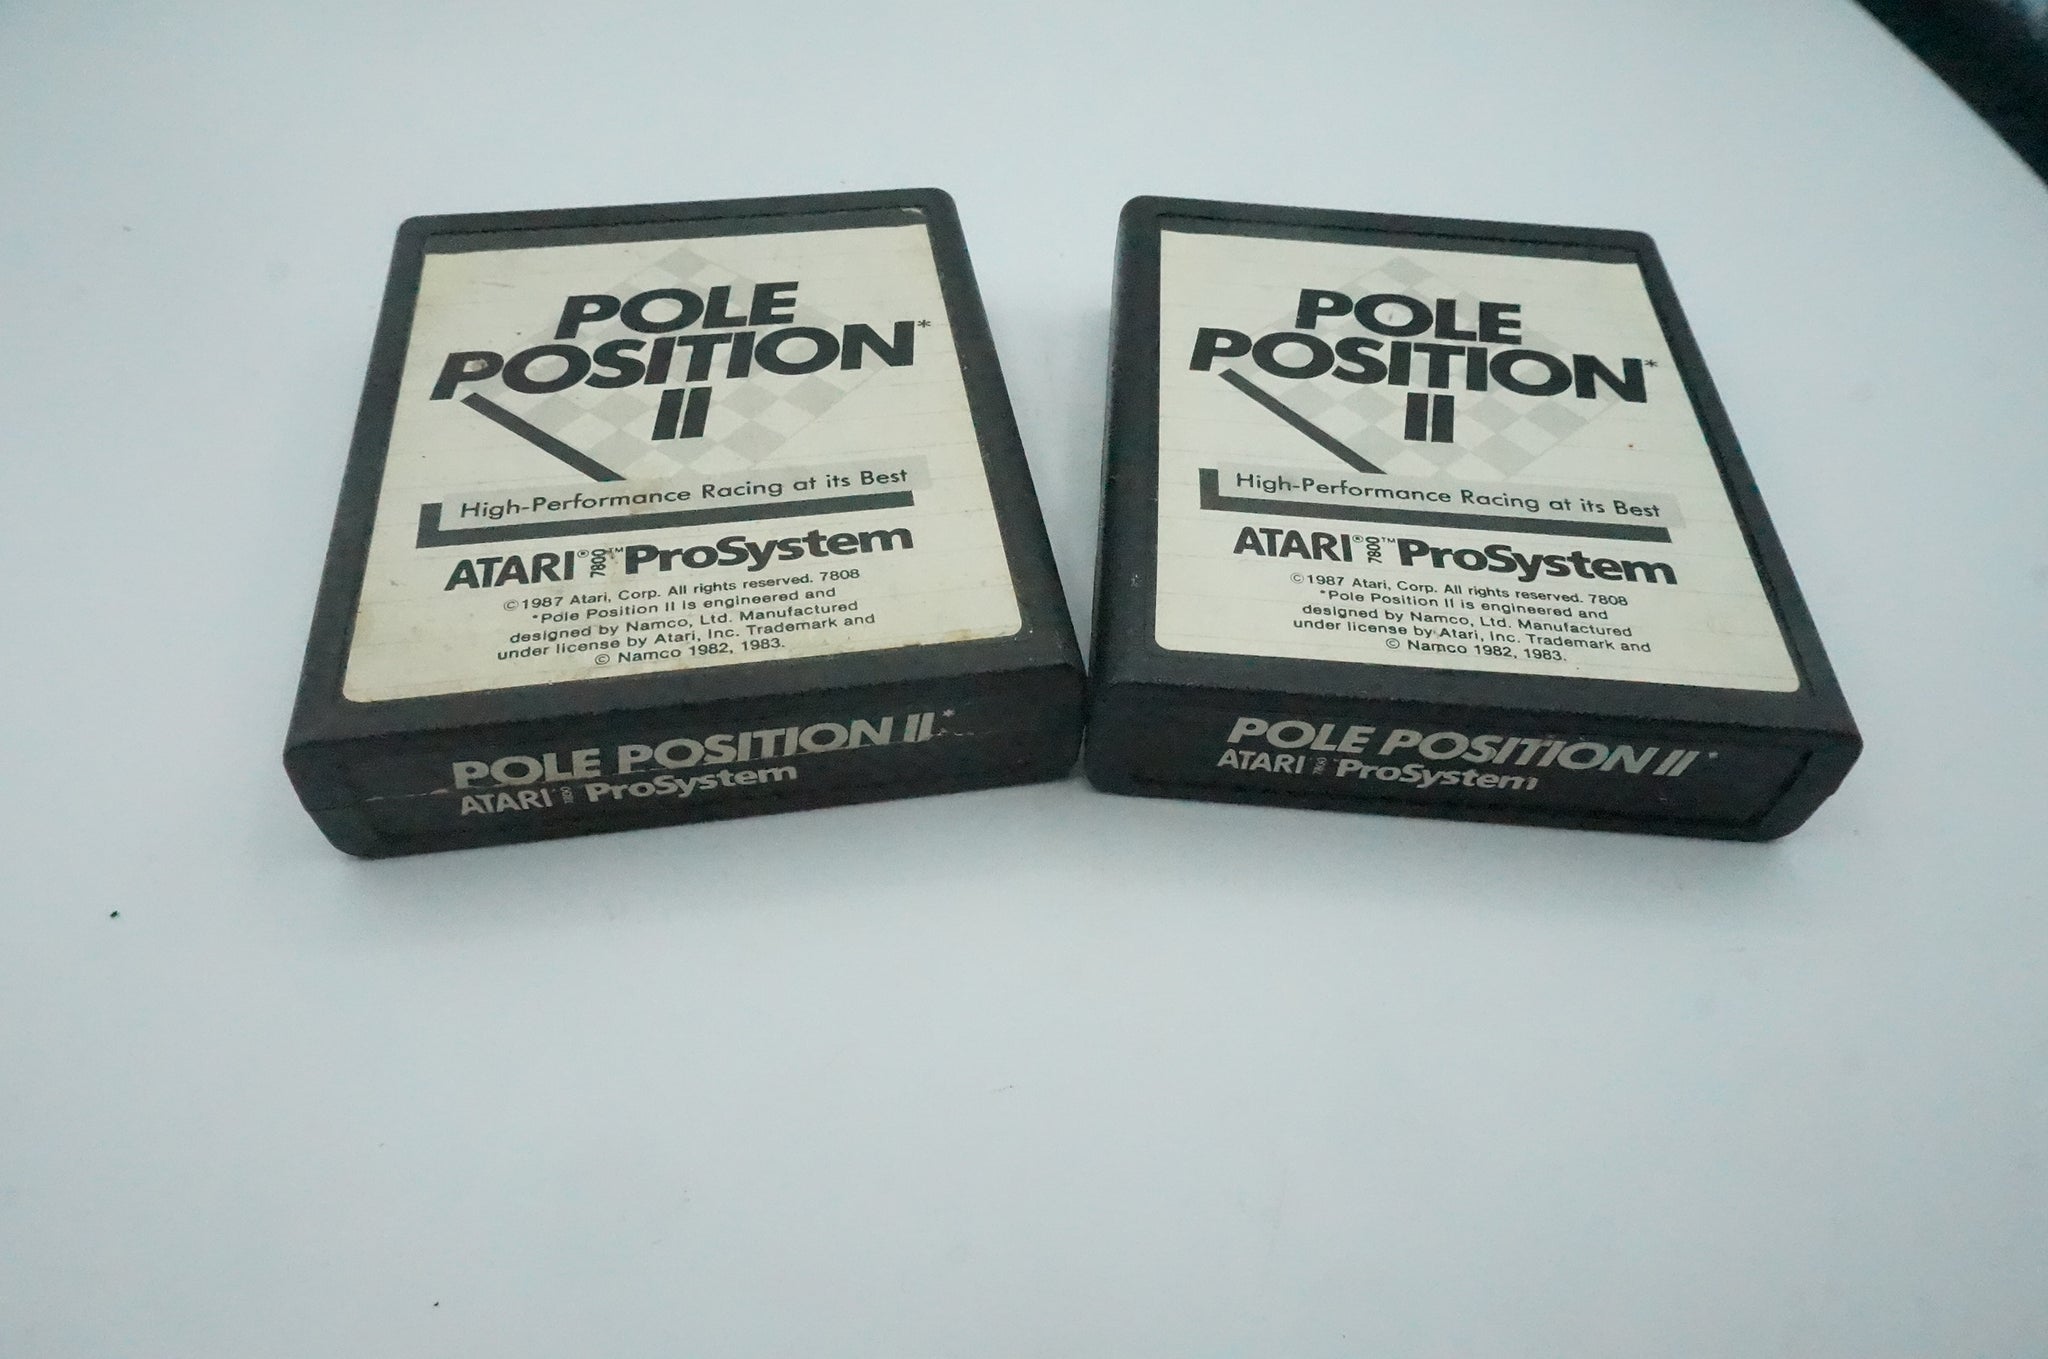 POLE
POSITION*
II
High-Performance Racing at its Best
ATARI® 7800™ ProSystem
©1987 Atari, Corp. All rights reserved. 7808
*Pole Position II is engineered and
designed by Namco, Ltd. Manufactured
under license by Atari, Inc. Trademark and
© Namco 1982, 1983.
POLE POSITION II*
ATARI 7800 ProSystem
POLE
POSITION*
II
High-Performance Racing at its Best
ATARI® 7800™ ProSystem
©1987 Atari, Corp. All rights reserved. 7808
*Pole Position II is engineered and
designed by Namco, Ltd. Manufactured
under license by Atari, Inc. Trademark and
© Namco 1982, 1983.
POLE POSITION II*
ATARI 7800 ProSystem